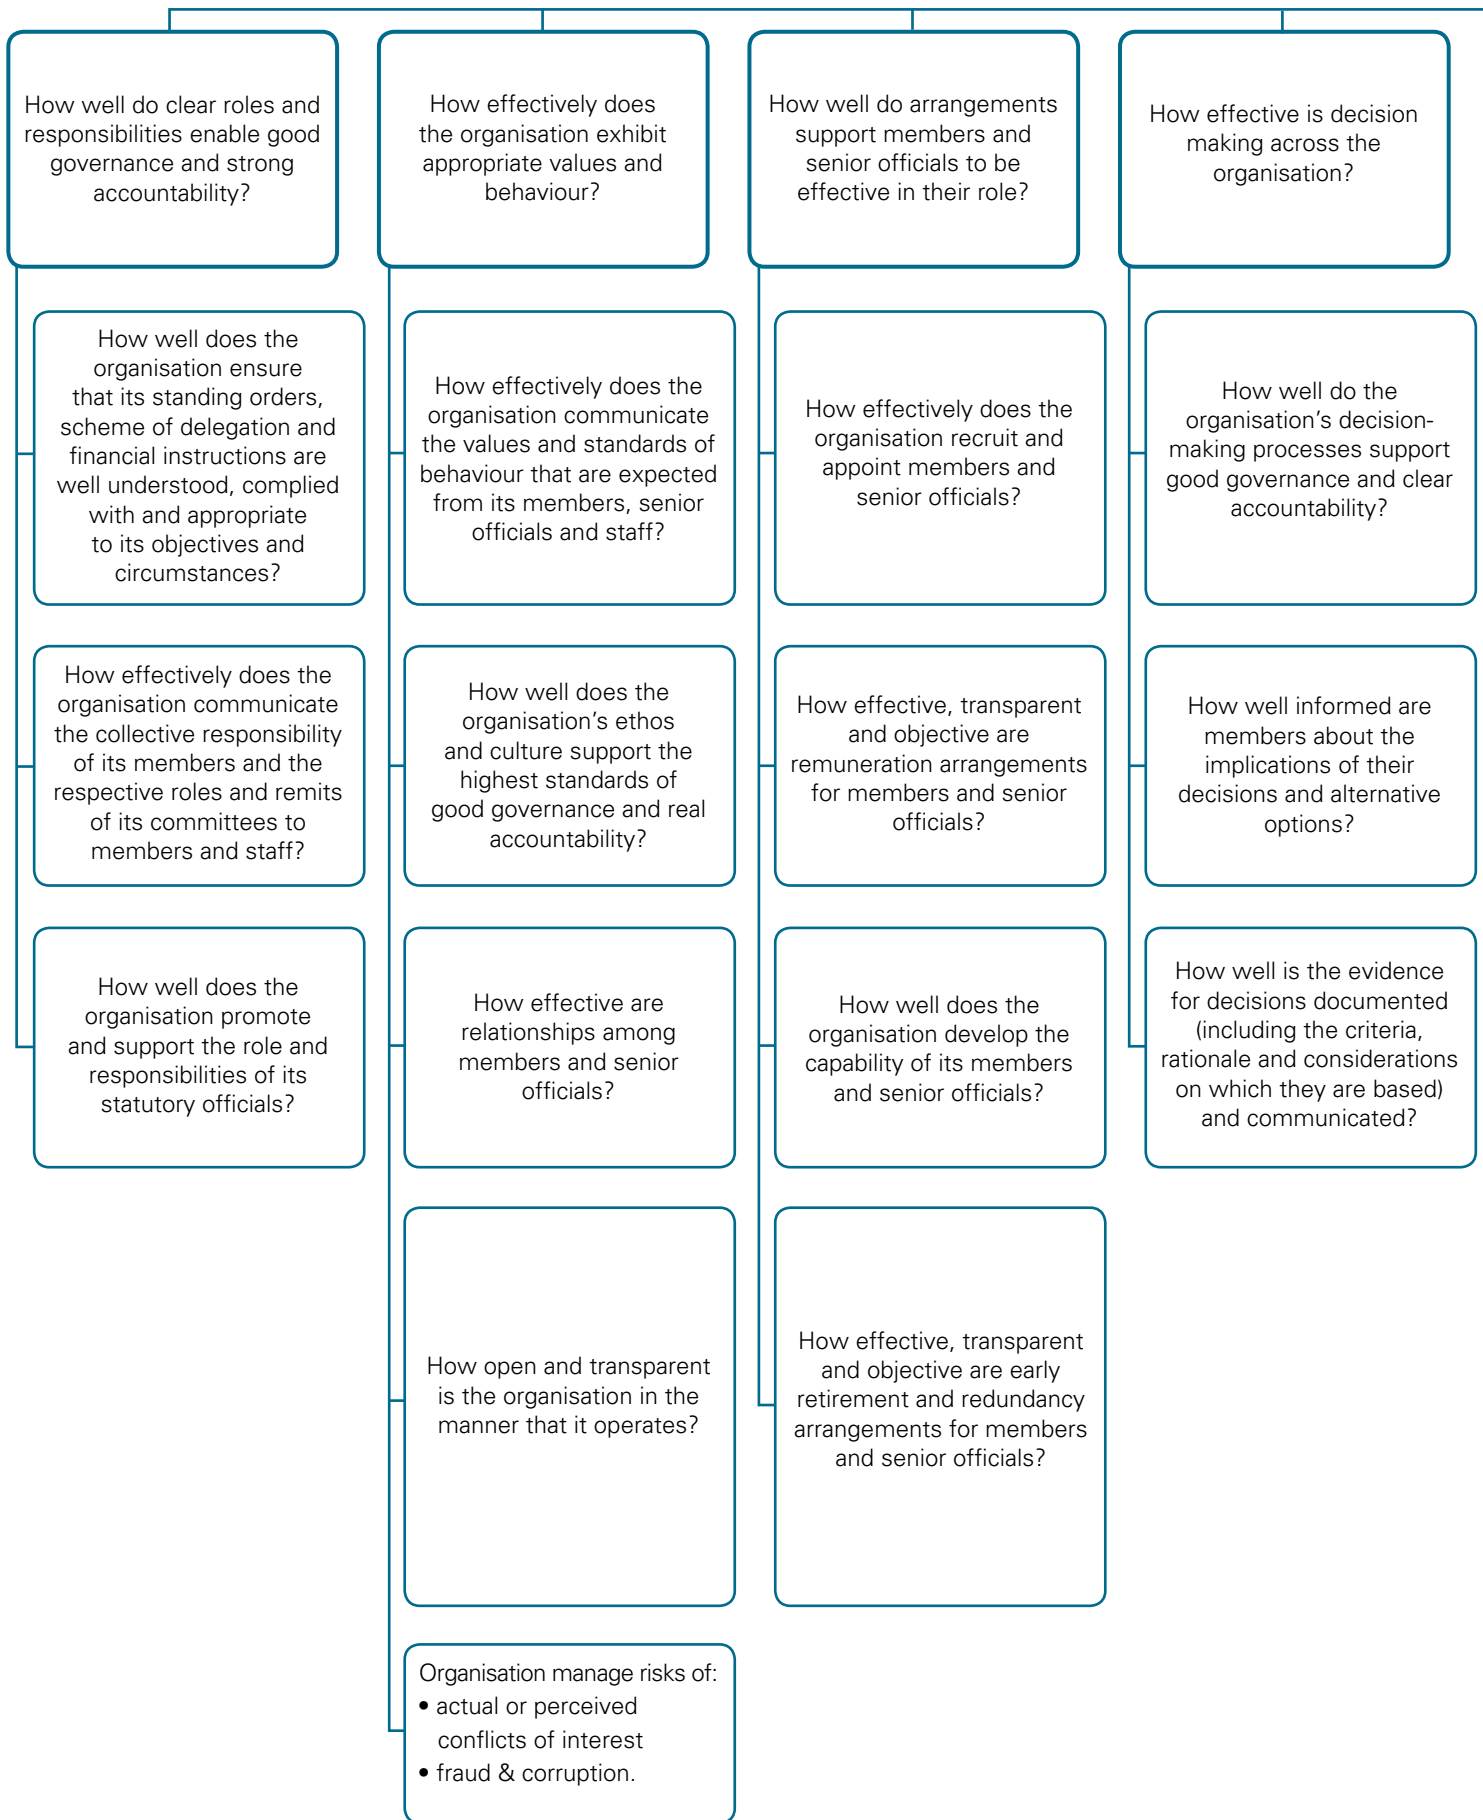 How well do clear roles and
responsibilities enable good
governance and strong
accountability?
How well does the
organisation ensure
that its standing orders,
scheme of delegation and
financial instructions are
well understood, complied
with and appropriate
to its objectives and
circumstances?
How effectively does the
organisation communicate
the collective responsibility
of its members and the
respective roles and remits
of its committees to
members and staff?
How well does the
organisation promote
and support the role and
responsibilities of its
statutory officials?
How effectively does
the organisation exhibit
appropriate values and
behaviour?
How effectively does the
organisation communicate
the values and standards of
behaviour that are expected
from its members, senior
officials and staff?
How well does the
organisation’s ethos
and culture support the
highest standards of
good governance and real
accountability?
How effective are
relationships among
members and senior
officials?
How open and transparent
is the organisation in the
manner that it operates?
Organisation manage risks of:
• actual or perceived
conflicts of interest
• fraud & corruption.
How well do arrangements
support members and
senior officials to be
effective in their role?
How effectively does the
organisation recruit and
appoint members and
senior officials?
How effective, transparent
and objective are
remuneration arrangements
for members and senior
officials?
How well does the
organisation develop the
capability of its members
and senior officials?
How effective, transparent
and objective are early
retirement and redundancy
arrangements for members
and senior officials?
How effective is decision
making across the
organisation?
How well do the
organisation’s decision-
making processes support
good governance and clear
accountability?
How well informed are
members about the
implications of their
decisions and alternative
options?
How well is the evidence
for decisions documented
(including the criteria,
rationale and considerations
on which they are based)
and communicated?